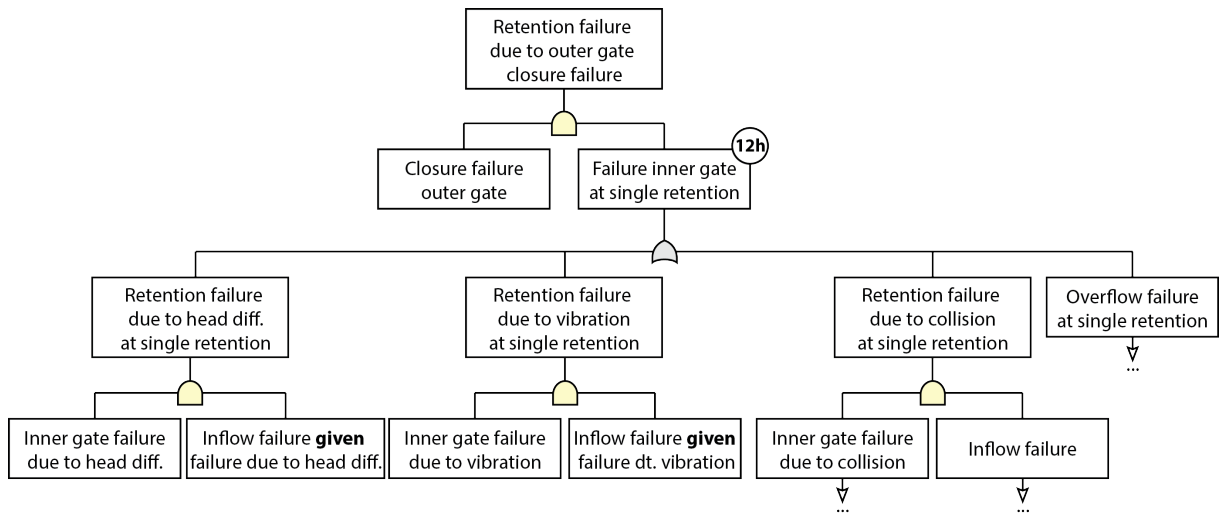 Retention failure
due to outer gate
closure failure
Closure failure
outer gate
Failure inner gate
at single retention
12h
Retention failure
due to head diff.
at single retention
Retention failure
due to vibration
at single retention
Retention failure
due to collision
at single retention
Overflow failure
at single retention
...
Inner gate failure
due to head diff.
Inflow failure given
failure due to head diff.
Inner gate failure
due to vibration
Inflow failure given
failure dt. vibration
Inner gate failure
due to collision
...
Inflow failure
...